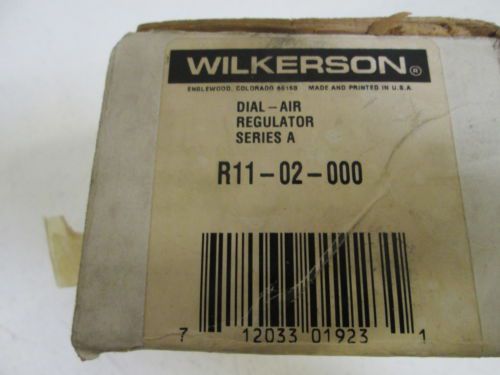 WILKERSON®
ENGLEWOOD, COLORADO 80150 MADE AND PRINTED IN U.S.A.
DIAL-AIR
REGULATOR
SERIES A
R11-02-000
7 12033 01923 1